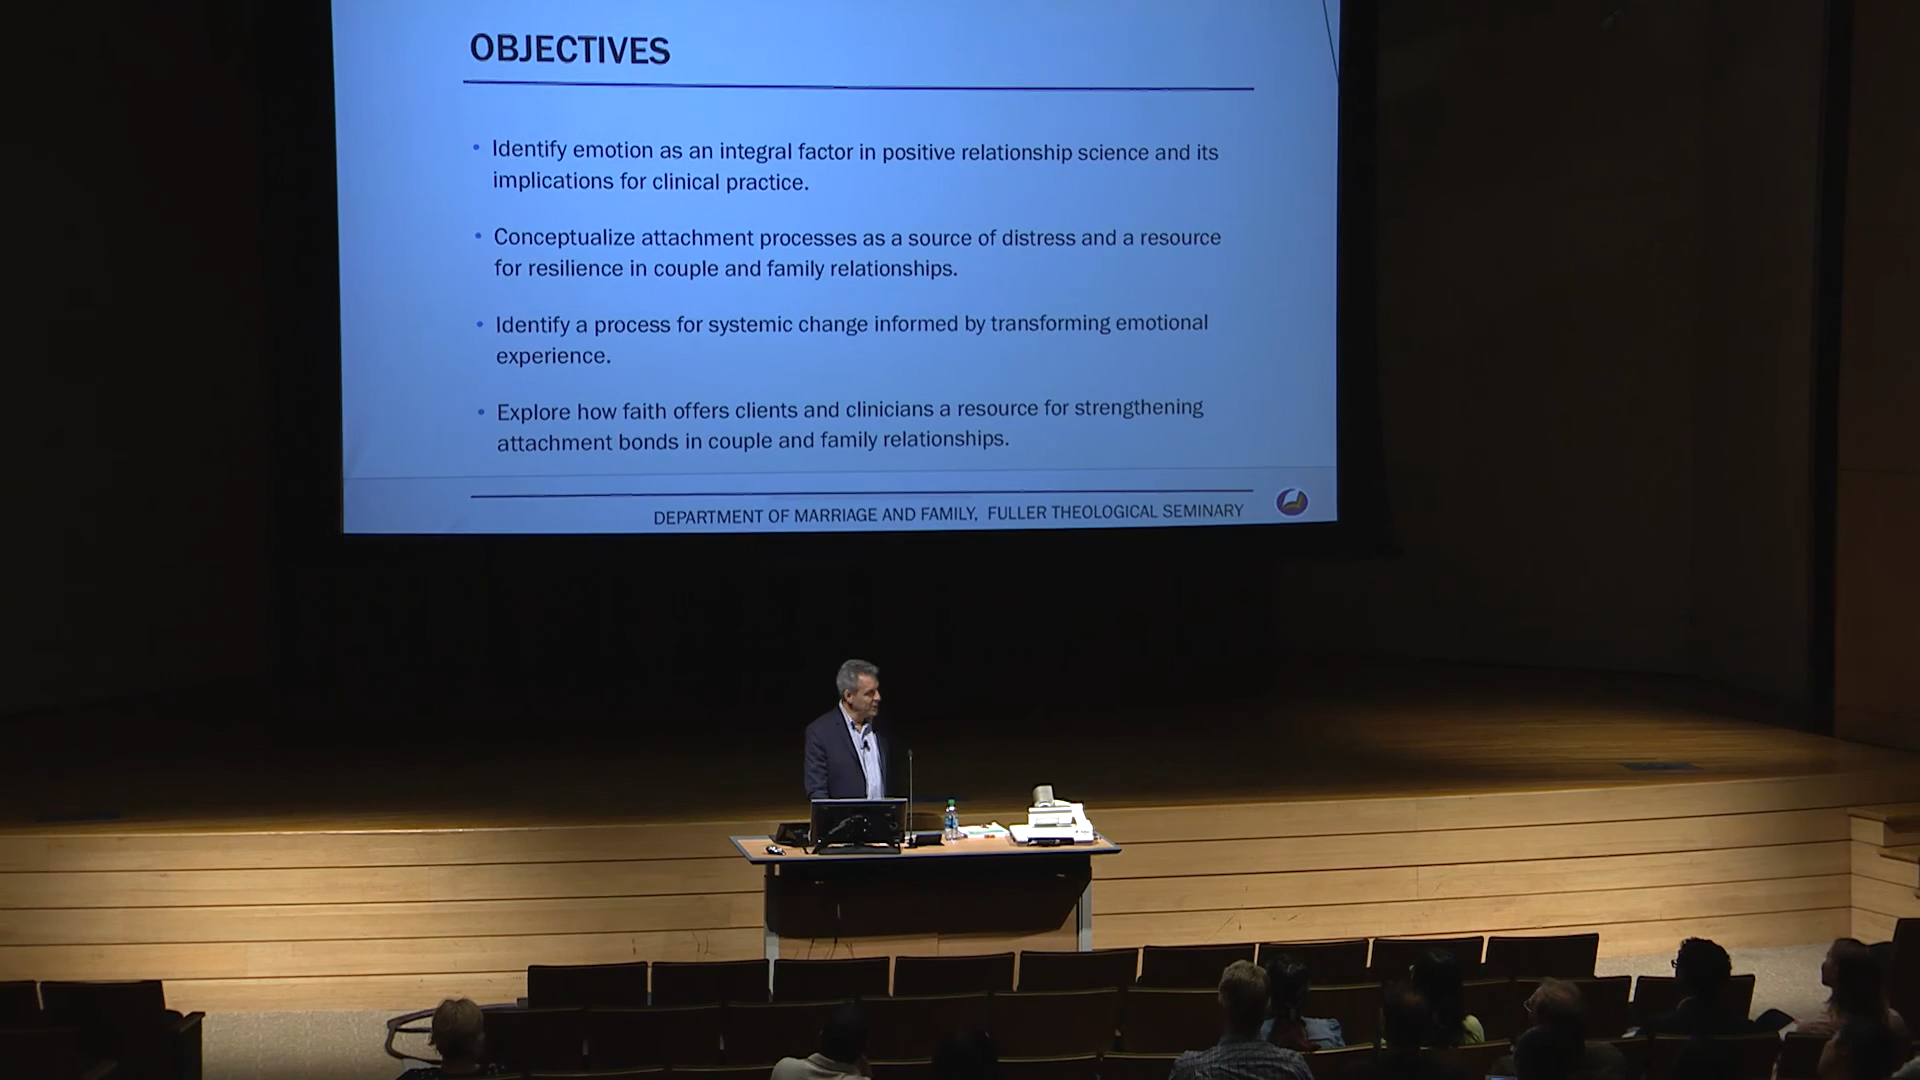 OBJECTIVES
• Identify emotion as an integral factor in positive relationship science and its
implications for clinical practice.
• Conceptualize attachment processes as a source of distress and a resource
for resilience in couple and family relationships.
• Identify a process for systemic change informed by transforming emotional
experience.
• Explore how faith offers clients and clinicians a resource for strengthening
attachment bonds in couple and family relationships.
DEPARTMENT OF MARRIAGE AND FAMILY, FULLER THEOLOGICAL SEMINARY